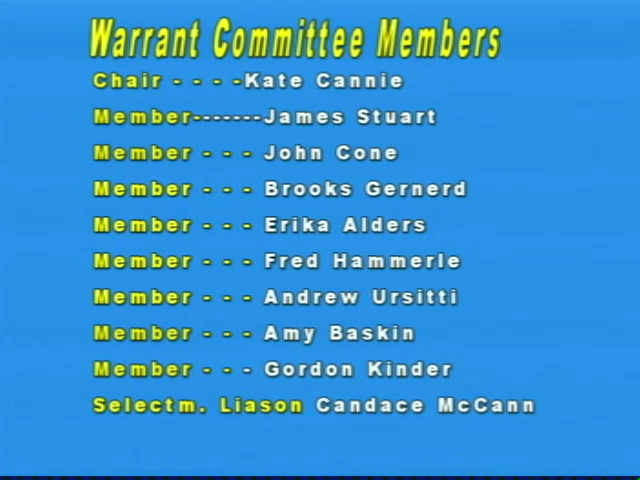 Warrant Committee Members
Chair - - - -Kate Cannie
Member-------James Stuart
Member - - - John Cone
Member - - - Brooks Gernerd
Member - - - Erika Alders
Member - - - Fred Hammerle
Member - - - Andrew Ursitti
Member - - - Amy Baskin
Member - - - Gordon Kinder
Selectm. Liason Candace McCann